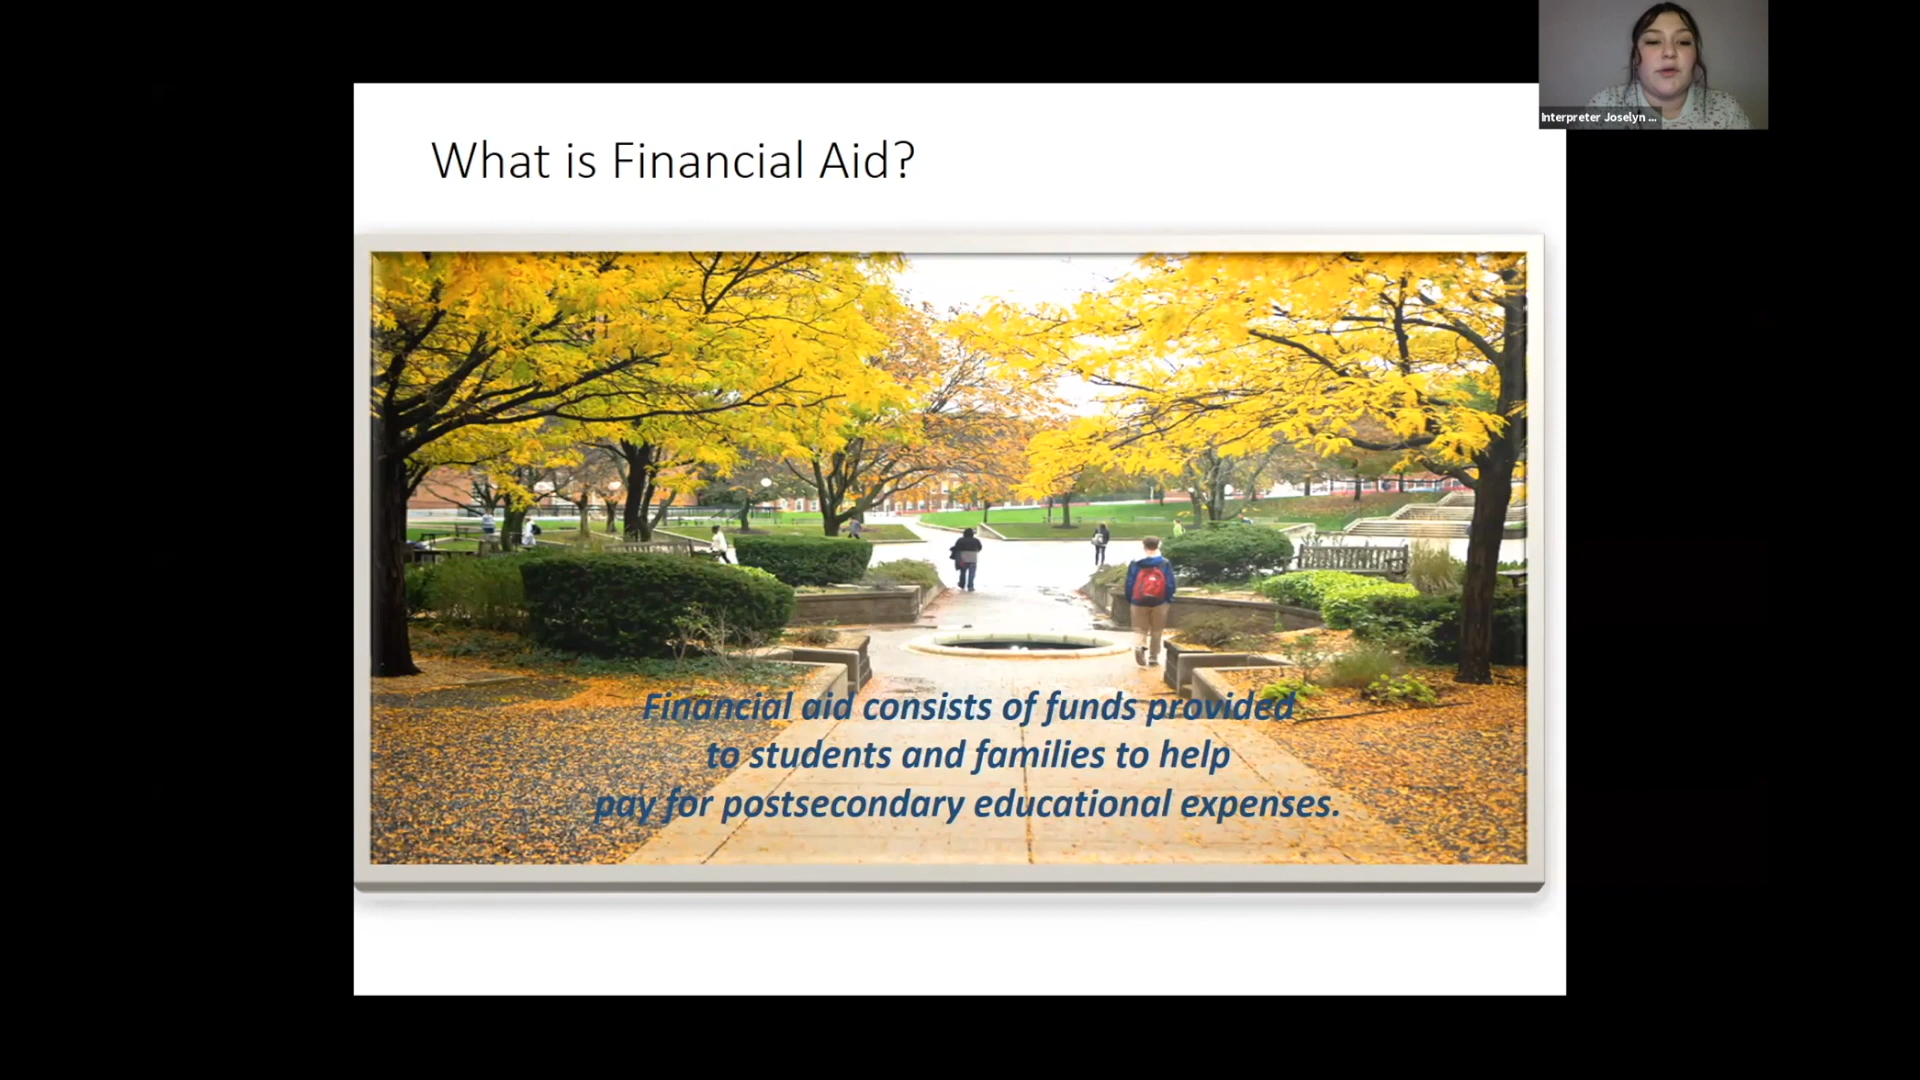 Interpreter Joselyn ...
What is Financial Aid?
Financial aid consists of funds provided
to students and families to help
pay for postsecondary educational expenses.